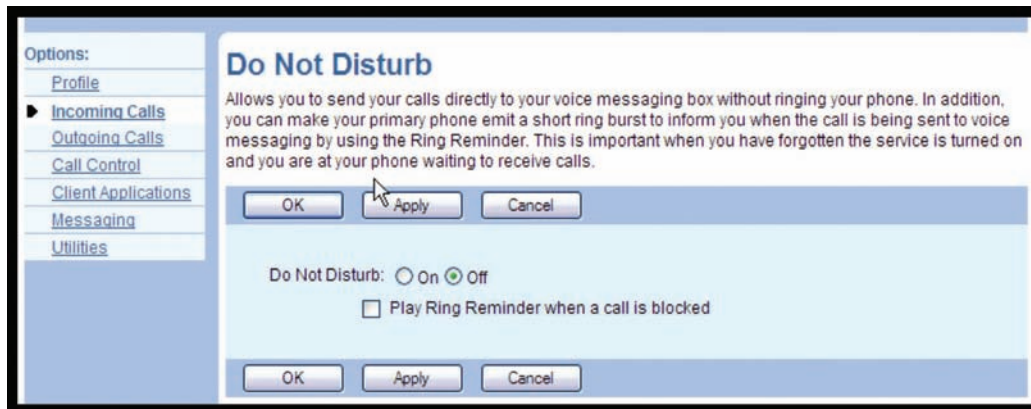 Options:
Profile
Incoming Calls
Outgoing Calls
Call Control
Client Applications
Messaging
Utilities
Do Not Disturb
Allows you to send your calls directly to your voice messaging box without ringing your phone. In addition,
you can make your primary phone emit a short ring burst to inform you when the call is being sent to voice
messaging by using the Ring Reminder. This is important when you have forgotten the service is turned on
and you are at your phone waiting to receive calls.
OK Apply Cancel
Do Not Disturb: On Off
Play Ring Reminder when a call is blocked
OK Apply Cancel